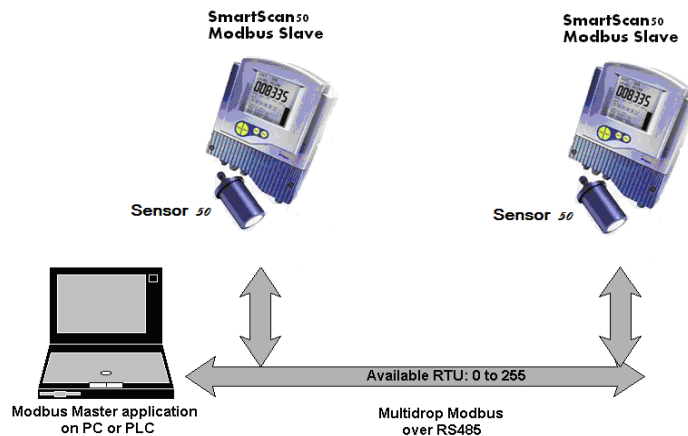 SmartScan50
Modbus Slave
SmartScan50
Modbus Slave
008335
008335
Sensor 50
Sensor 50
Available RTU: 0 to 255
Modbus Master application
on PC or PLC
Multidrop Modbus
over RS485